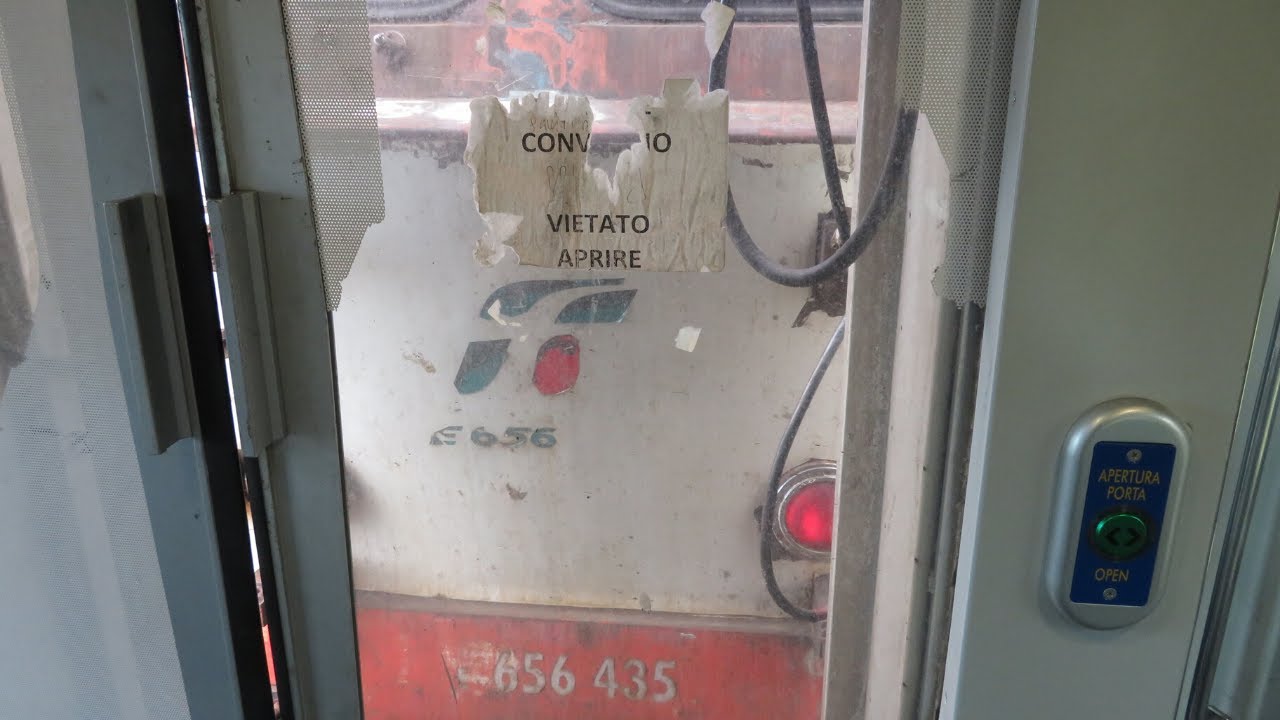 CONV IO
VIETATO
APRIRE
E 656
APERTURA
PORTA
OPEN
E 656 435